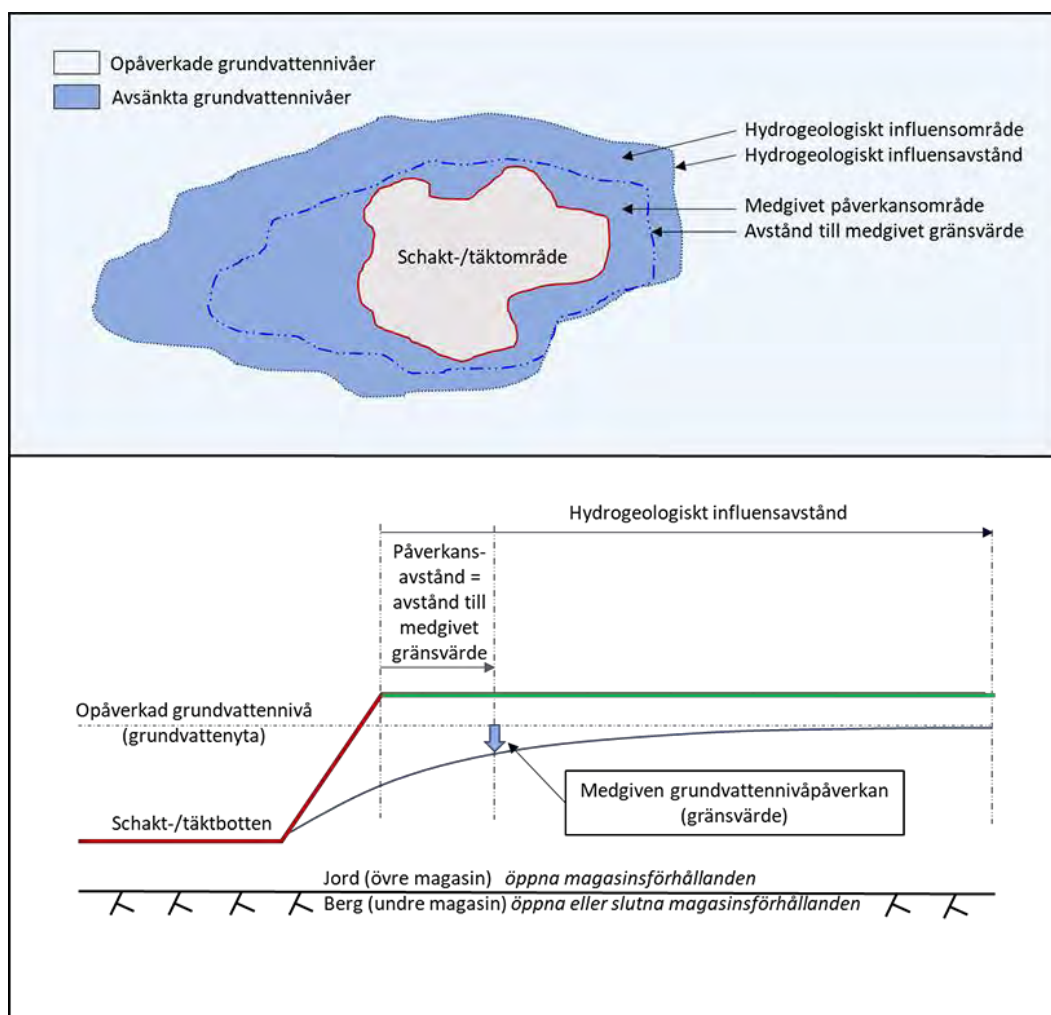 Opåverkade grundvattennivåer
Avsänkta grundvattennivåer
Hydrogeologiskt influensområde
Hydrogeologiskt influensavstånd
Medgivet påverkansområde
Avstånd till medgivet gränsvärde
Schakt-/täktområde
Hydrogeologiskt influensavstånd
Påverkans-
avstånd =
avstånd till
medgivet
gränsvärde
Opåverkad grundvattennivå
(grundvattenyta)
Medgiven grundvattennivåpåverkan
(gränsvärde)
Schakt-/täktbotten
Jord (övre magasin) öppna magasinsförhållanden
Berg (undre magasin) öppna eller slutna magasinsförhållanden